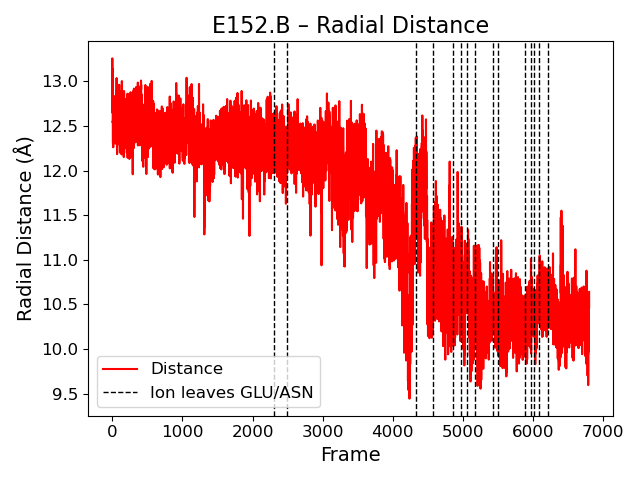 E152.B – Radial Distance
Radial Distance (Å)
13.0
12.5
12.0
11.5
11.0
10.5
10.0
9.5
Distance
Ion leaves GLU/ASN
0 1000 2000 3000 4000 5000 6000 7000
Frame